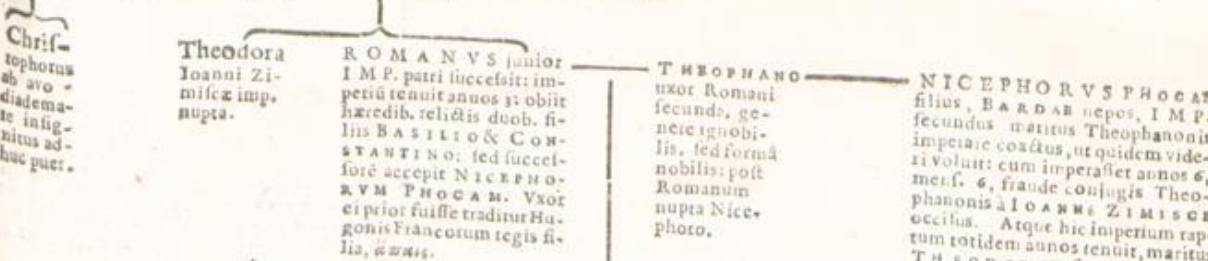 Chriſ-
tophorus
ab avo
diadema-
te inſig-
nitus ad-
huc puer.
Theodora
Ioanni Zi-
miſcæ imp.
nupta.
ROMANVS junior
IMP. patri ſucceſsit: im-
periū tenuit annos 3: obiit
hæredib. relictis duob. fi-
liis BASILIO & CON-
STANTINO: ſed ſucceſ-
ſorē accepit NICEPHO-
RVM PHOCAM. Vxor
ei prior fuiſſe traditur Hu-
gonis Francorum regis fi-
lia,
THEOPHANO
uxor Romani
ſecunda, ge-
nere ignobi-
lis, ſed formâ
nobilis: poſt
Romanum
nupta Nice-
phoro.
NICEPHORVS PHOCAS
filius, BARDAE nepos, IMP.
ſecundus maritus Theophanonis
imperare coactus, ut quidem vide-
ri voluit: cum imperaſſet annos 6,
menſ. 6, fraude conjugis Theo-
phanonis à IOANNE ZIMISCE
occiſus. Atque hic imperium rap-
tum totidem annos tenuit, maritus